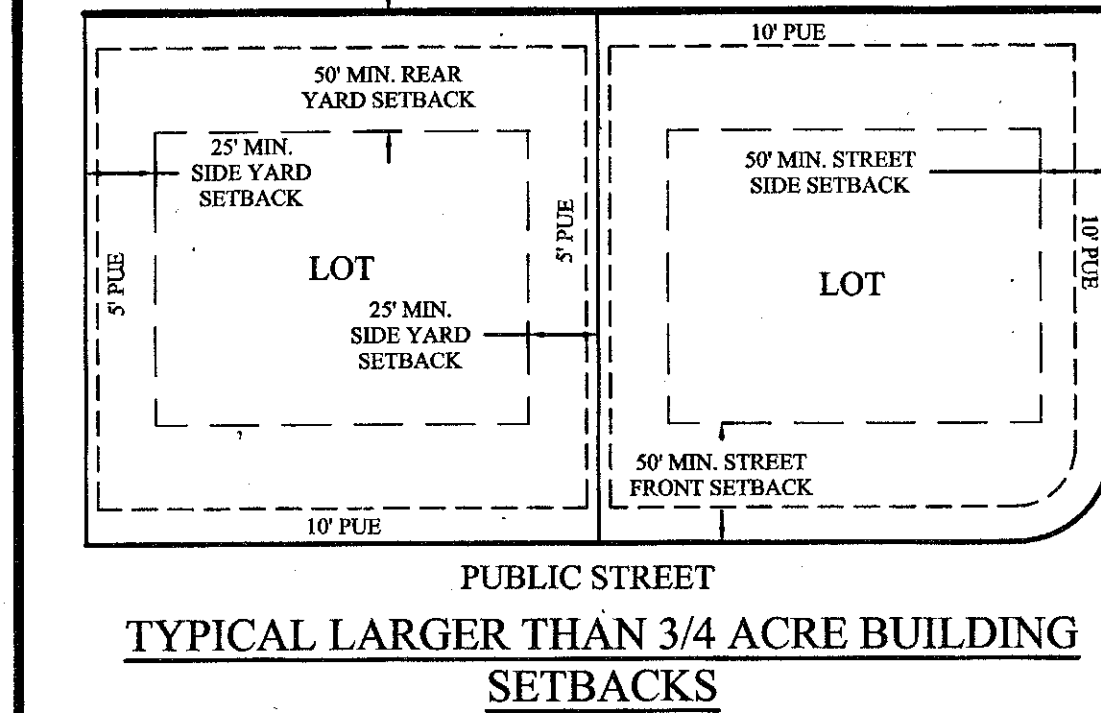 10' PUE
50' MIN. REAR
YARD SETBACK
25' MIN.
SIDE YARD
SETBACK
50' MIN. STREET
SIDE SETBACK
5' PUE
5' PUE
10' PUE
LOT
LOT
25' MIN.
SIDE YARD
SETBACK
50' MIN. STREET
FRONT SETBACK
10' PUE
PUBLIC STREET
TYPICAL LARGER THAN 3/4 ACRE BUILDING
SETBACKS